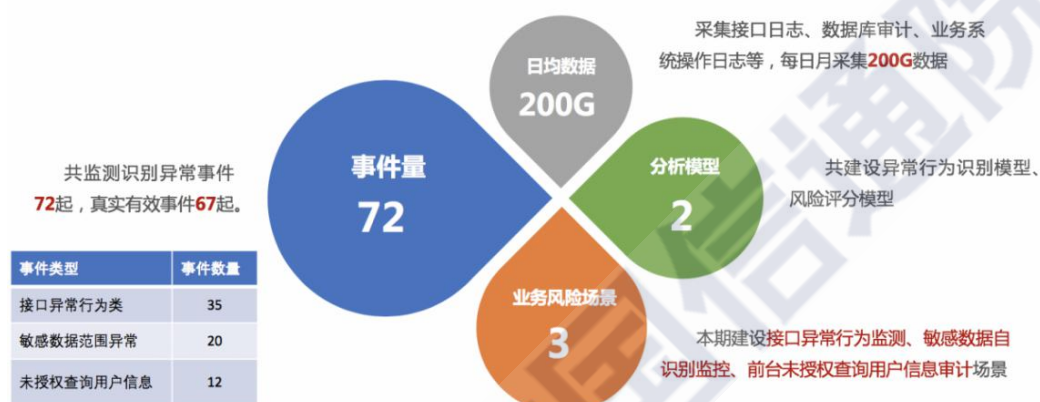 采集接口日志、数据库审计、业务系
统操作日志等，每日月采集200G数据
日均数据
200G
事件量
72
分析模型
2
共监测识别异常事件
72起，真实有效事件67起。
共建设异常行为识别模型、
风险评分模型
事件类型 事件数量
接口异常行为类 35
敏感数据范围异常 20
未授权查询用户信息 12
业务风险场景
3
本期建设接口异常行为监测、敏感数据自
识别监控、前台未授权查询用户信息审计场景
国信通院